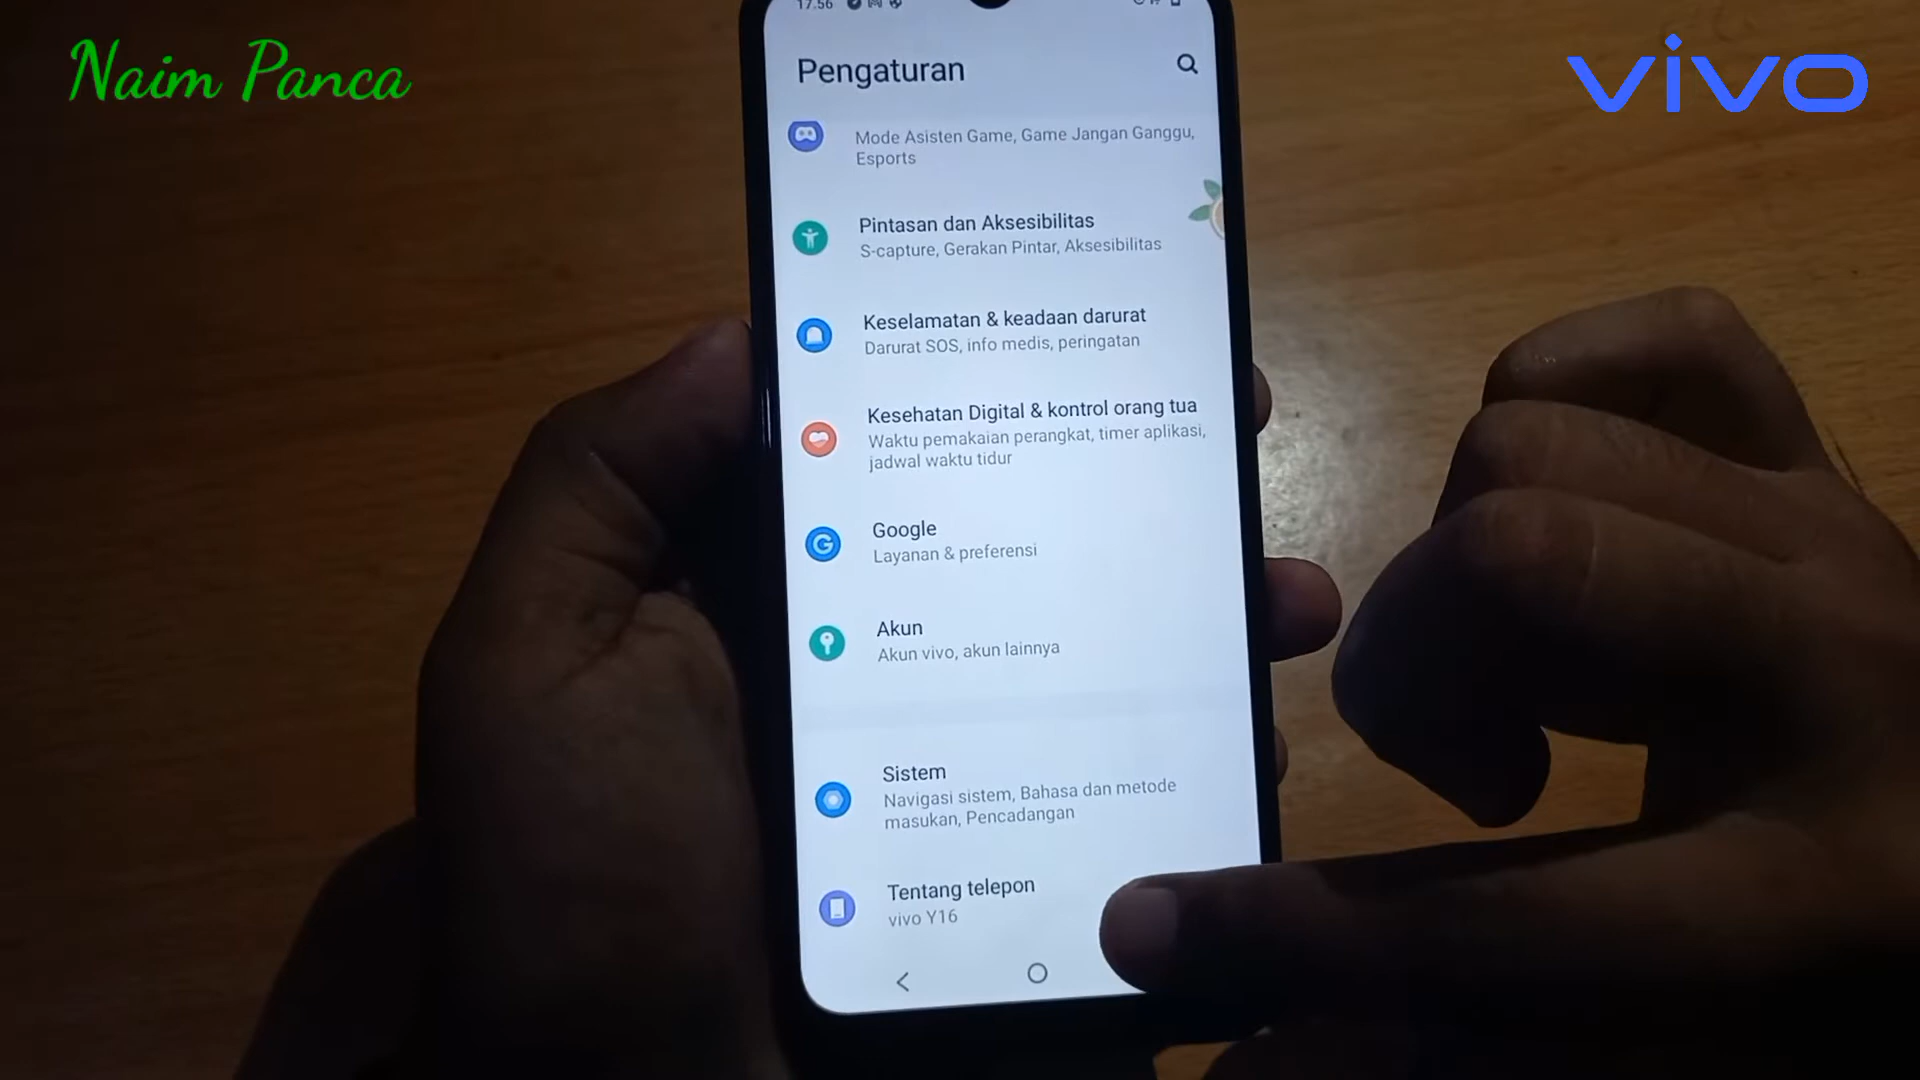 Naim Panca
vivo
17.56
Pengaturan
Mode Asisten Game, Game Jangan Ganggu,
Esports
Pintasan dan Aksesibilitas
S-capture, Gerakan Pintar, Aksesibilitas
Keselamatan & keadaan darurat
Darurat SOS, info medis, peringatan
Kesehatan Digital & kontrol orang tua
Waktu pemakaian perangkat, timer aplikasi,
jadwal waktu tidur
Google
Layanan & preferensi
Akun
Akun vivo, akun lainnya
Sistem
Navigasi sistem, Bahasa dan metode
masukan, Pencadangan
Tentang telepon
vivo Y16